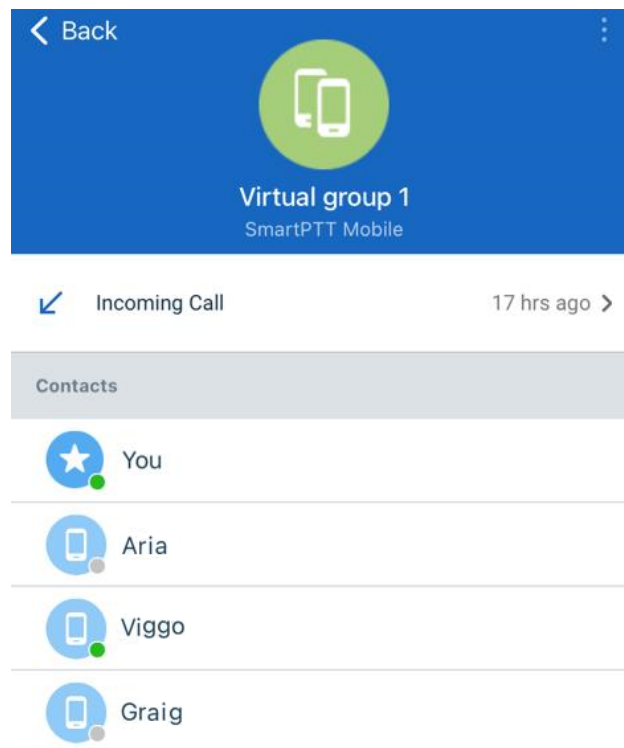 Back
Virtual group 1
SmartPTT Mobile
Incoming Call 17 hrs ago
Contacts
You
Aria
Viggo
Graig